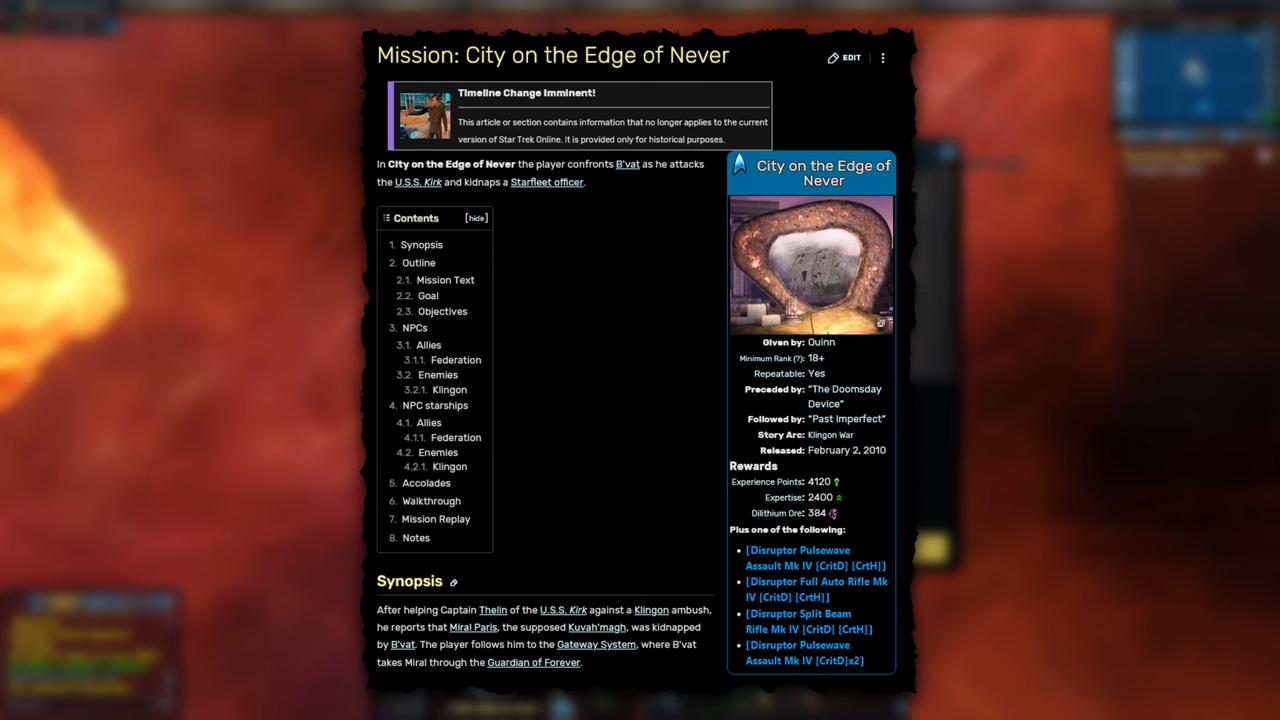 Mission: City on the Edge of Never
EDIT
Timeline Change Imminent!
This article or section contains information that no longer applies to the current
version of Star Trek Online. It is provided only for historical purposes.
In City on the Edge of Never the player confronts B'vat as he attacks
the U.S.S. Kirk and kidnaps a Starfleet officer.
Contents [hide]
1. Synopsis
2. Outline
2.1. Mission Text
2.2. Goal
2.3. Objectives
3. NPCs
3.1. Allies
3.1.1. Federation
3.2. Enemies
3.2.1. Klingon
4. NPC starships
4.1. Allies
4.1.1. Federation
4.2. Enemies
4.2.1. Klingon
5. Accolades
6. Walkthrough
7. Mission Replay
8. Notes
Synopsis
After helping Captain Thelin of the U.S.S. Kirk against a Klingon ambush,
he reports that Miral Paris, the supposed Kuvah'magh, was kidnapped
by B'vat. The player follows him to the Gateway System, where B'vat
takes Miral through the Guardian of Forever.
City on the Edge of
Never
Given by: Quinn
Minimum Rank (?): 18+
Repeatable: Yes
Preceded by: “The Doomsday
Device”
Followed by: “Past Imperfect”
Story Arc: Klingon War
Released: February 2, 2010
Rewards
Experience Points: 4120
Expertise: 2400
Dilithium Ore: 384
Plus one of the following:
• [Disruptor Pulsewave
Assault Mk IV [CritD] [CrtH]]
• [Disruptor Full Auto Rifle Mk
IV [CritD] [CrtH]]
• [Disruptor Split Beam
Rifle Mk IV [CritD] [CrtH]]
• [Disruptor Pulsewave
Assault Mk IV [CritD]x2]